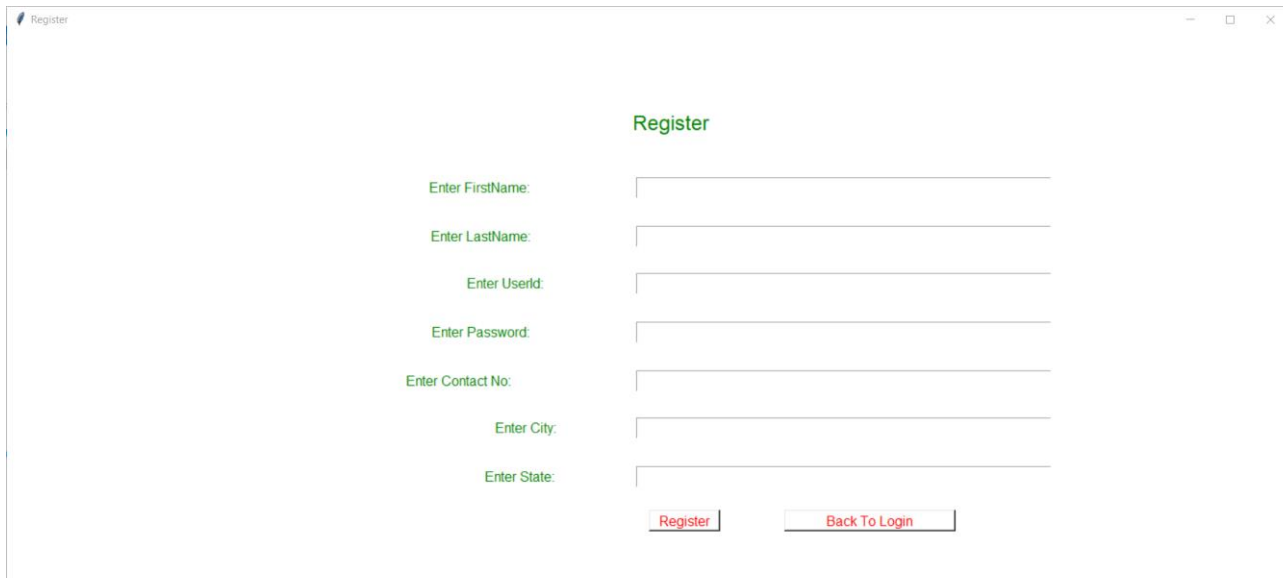 Register
Register
Enter FirstName:
Enter LastName:
Enter UserId:
Enter Password:
Enter Contact No:
Enter City:
Enter State:
Register Back To Login